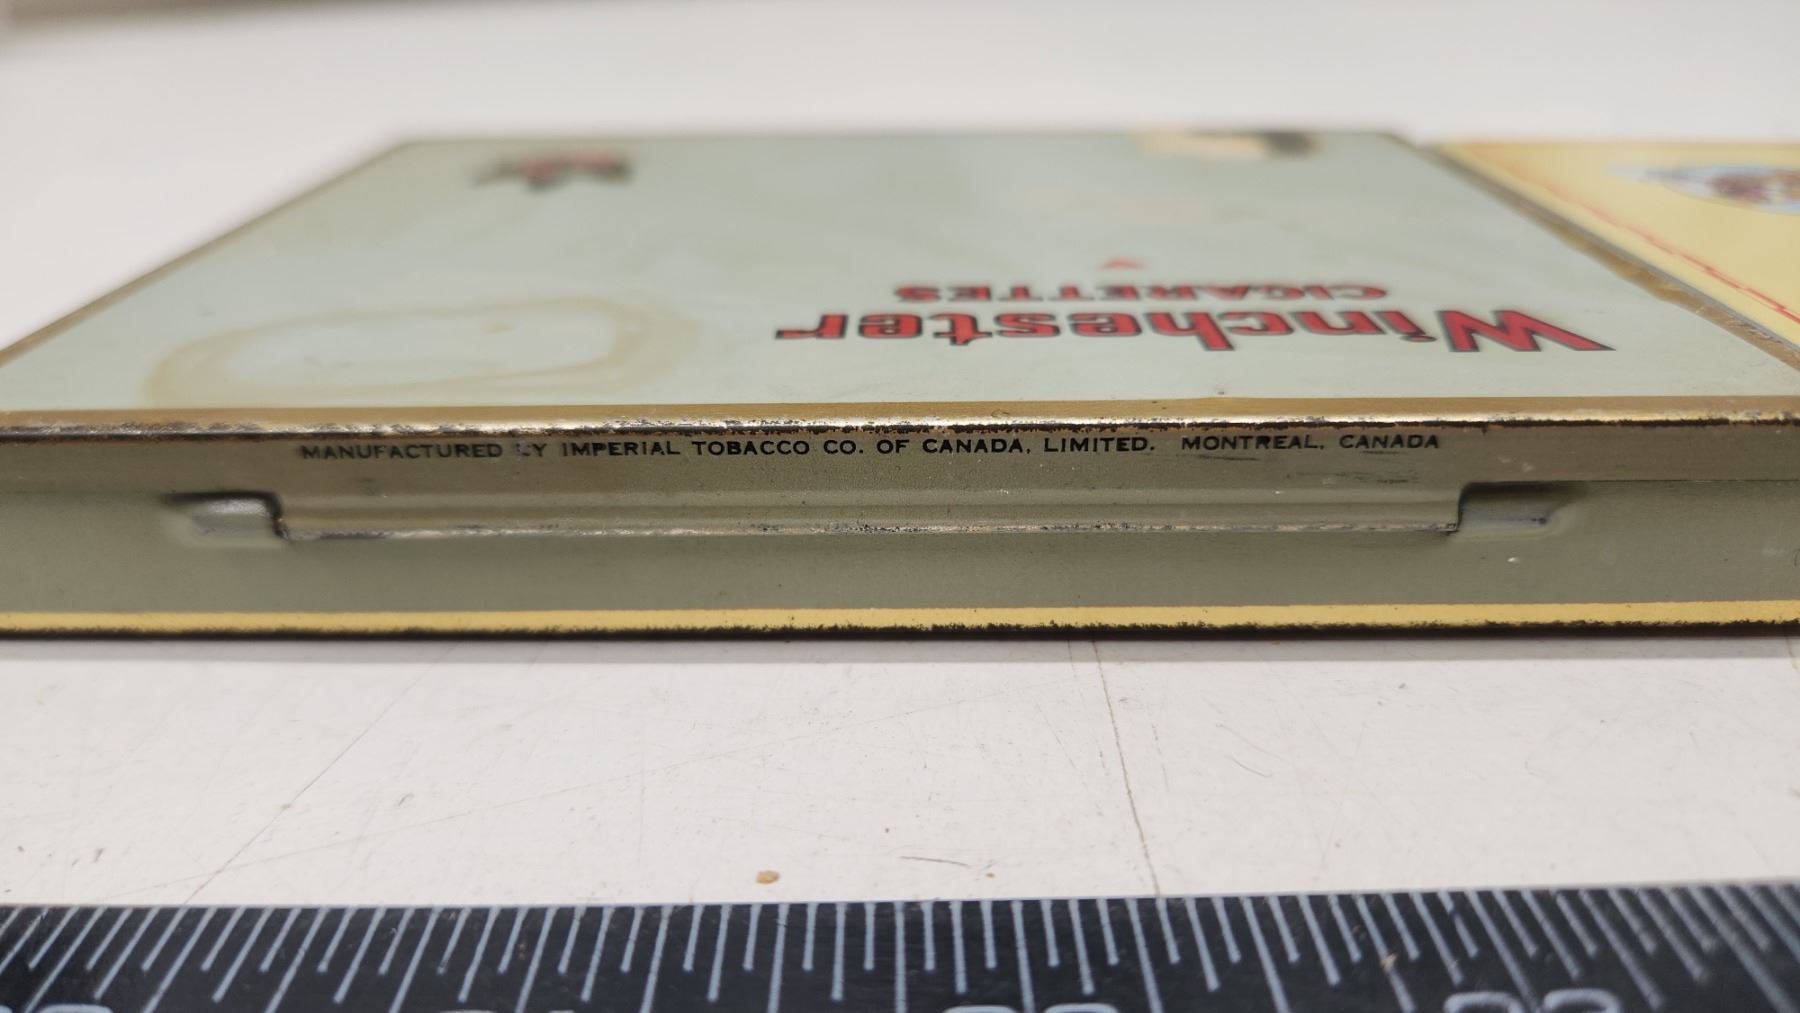 Winchester
CIGARETTES
MANUFACTURED BY IMPERIAL TOBACCO CO. OF CANADA, LIMITED. MONTREAL, CANADA